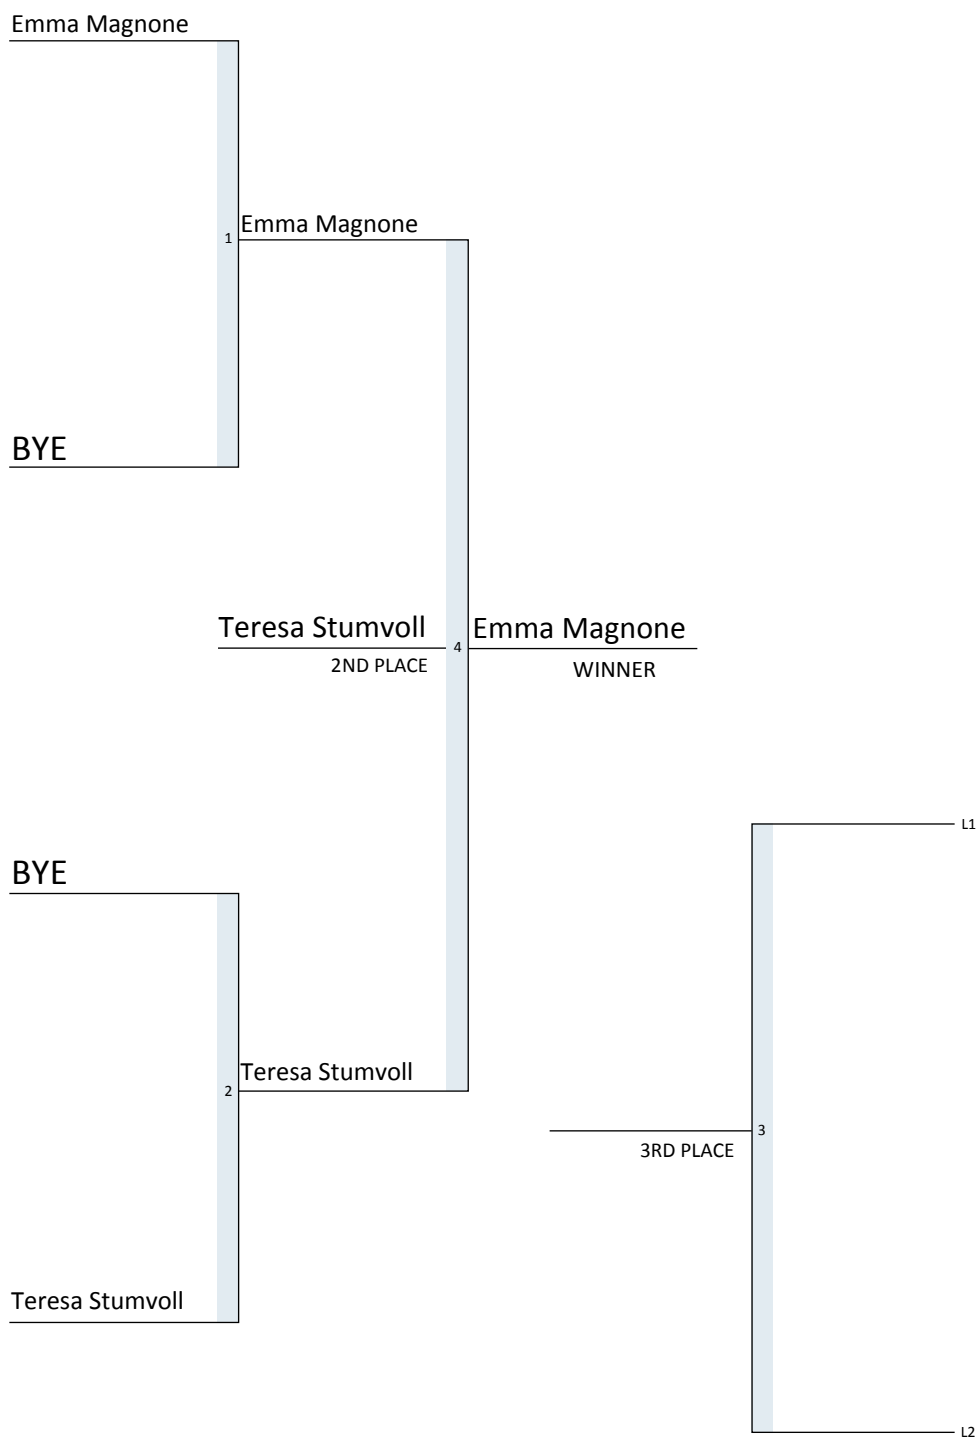 Emma Magnone
1
Emma Magnone
BYE
Teresa Stumvoll
4
Emma Magnone
2ND PLACE
WINNER
L1
BYE
Teresa Stumvoll
2
3
3RD PLACE
Teresa Stumvoll
L2